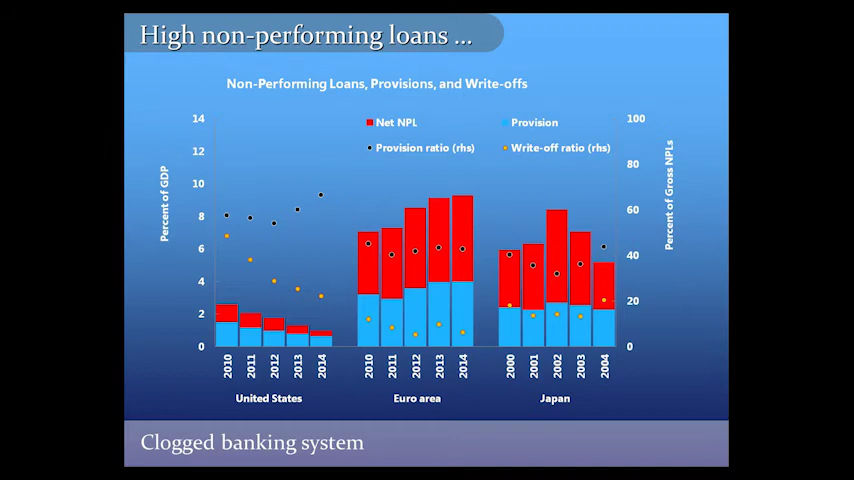 High non-performing loans ...
Non-Performing Loans, Provisions, and Write-offs
Net NPL
Provision
Provision ratio (rhs)
Write-off ratio (rhs)
Percent of GDP
14
12
10
8
6
4
2
0
Percent of Gross NPLs
100
80
60
40
20
0
2010 2011 2012 2013 2014
2010 2011 2012 2013 2014
2000 2001 2002 2003 2004
United States
Euro area
Japan
Clogged banking system